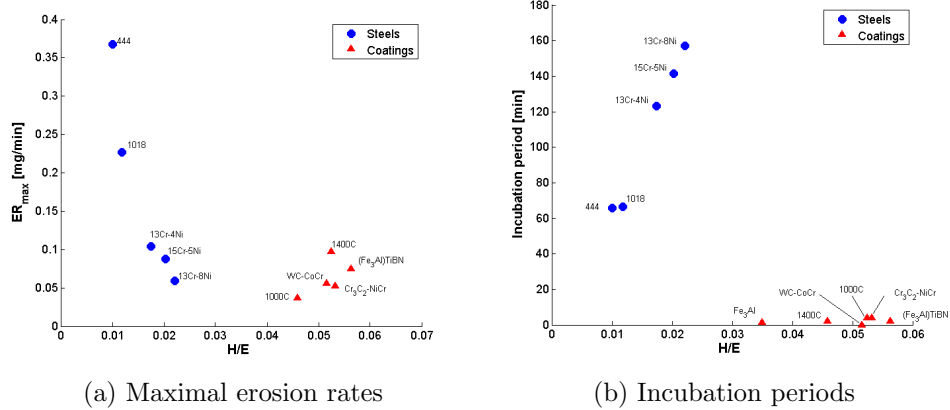 0.4
0.35
0.3
0.25
0.2
0.15
0.1
0.05
0
ER_max [mg/min]
0
0.01
0.02
0.03
0.04
0.05
0.06
0.07
H/E
Steels
Coatings
444
1018
13Cr-4Ni
15Cr-5Ni
13Cr-8Ni
1400C
(Fe₃Al)TiBN
WC-CoCr
Cr₃C₂-NiCr
1000C
(a) Maximal erosion rates
180
160
140
120
100
80
60
40
20
0
Incubation period [min]
0
0.01
0.02
0.03
0.04
0.05
0.06
H/E
Steels
Coatings
13Cr-8Ni
15Cr-5Ni
13Cr-4Ni
444
1018
Fe₃Al
1400C
WC-CoCr
1000C
Cr₃C₂-NiCr
(Fe₃Al)TiBN
(b) Incubation periods